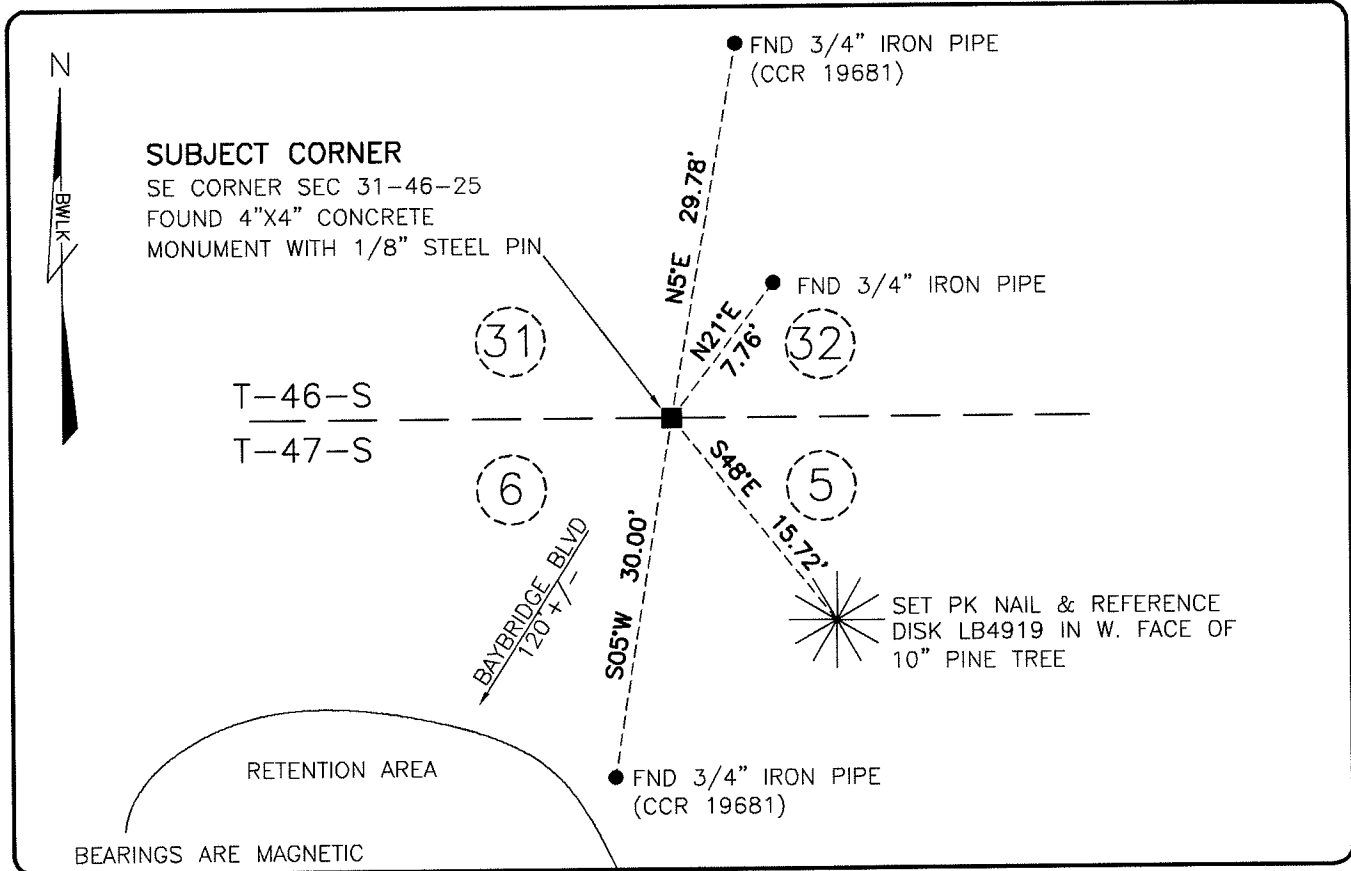 N
BWLK
SUBJECT CORNER
SE CORNER SEC 31-46-25
FOUND 4"X4" CONCRETE
MONUMENT WITH 1/8" STEEL PIN
FND 3/4" IRON PIPE
(CCR 19681)
N5°E 29.78'
FND 3/4" IRON PIPE
N21°E
7.76'
31
32
T-46-S
T-47-S
6
5
S48°E 15.72'
S05°W 30.00'
BAYBRIDGE BLVD
120'+/-
SET PK NAIL & REFERENCE
DISK LB4919 IN W. FACE OF
10" PINE TREE
RETENTION AREA
FND 3/4" IRON PIPE
(CCR 19681)
BEARINGS ARE MAGNETIC